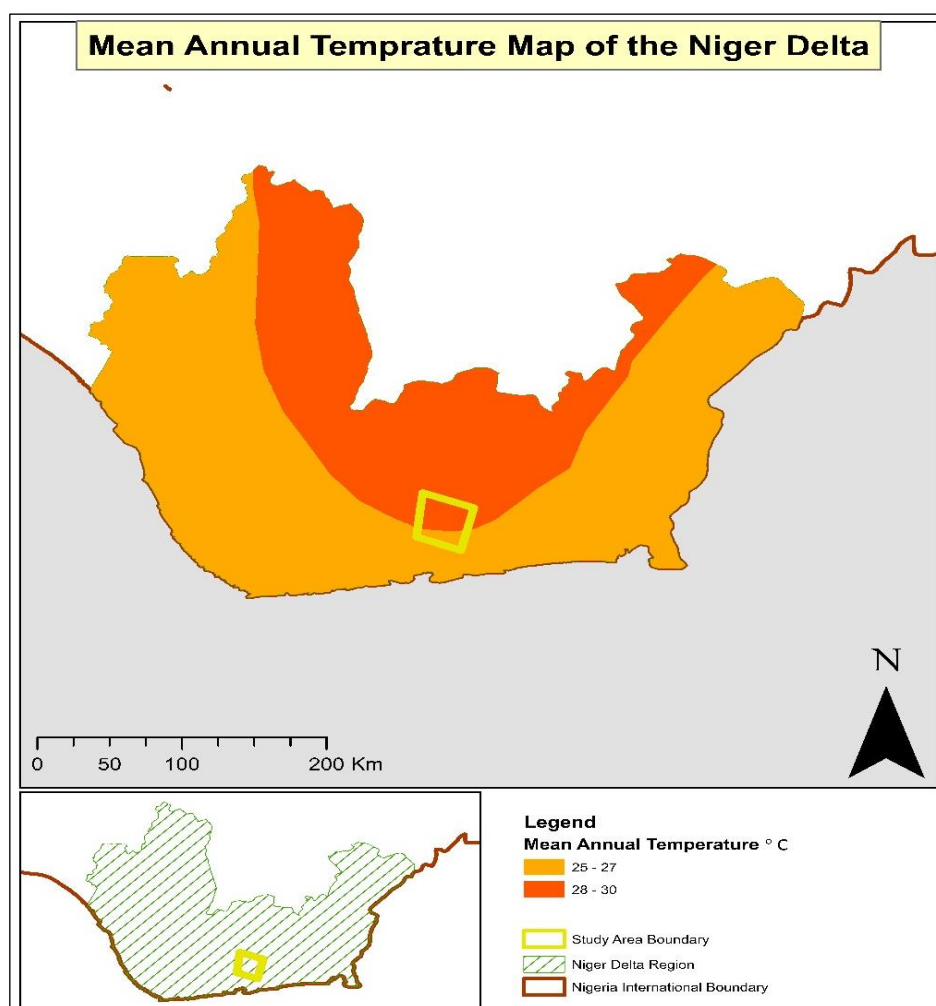 Mean Annual Temprature Map of the Niger Delta
N
0 50 100 200 Km
Legend
Mean Annual Temperature ° C
25 - 27
28 - 30
Study Area Boundary
Niger Delta Region
Nigeria International Boundary